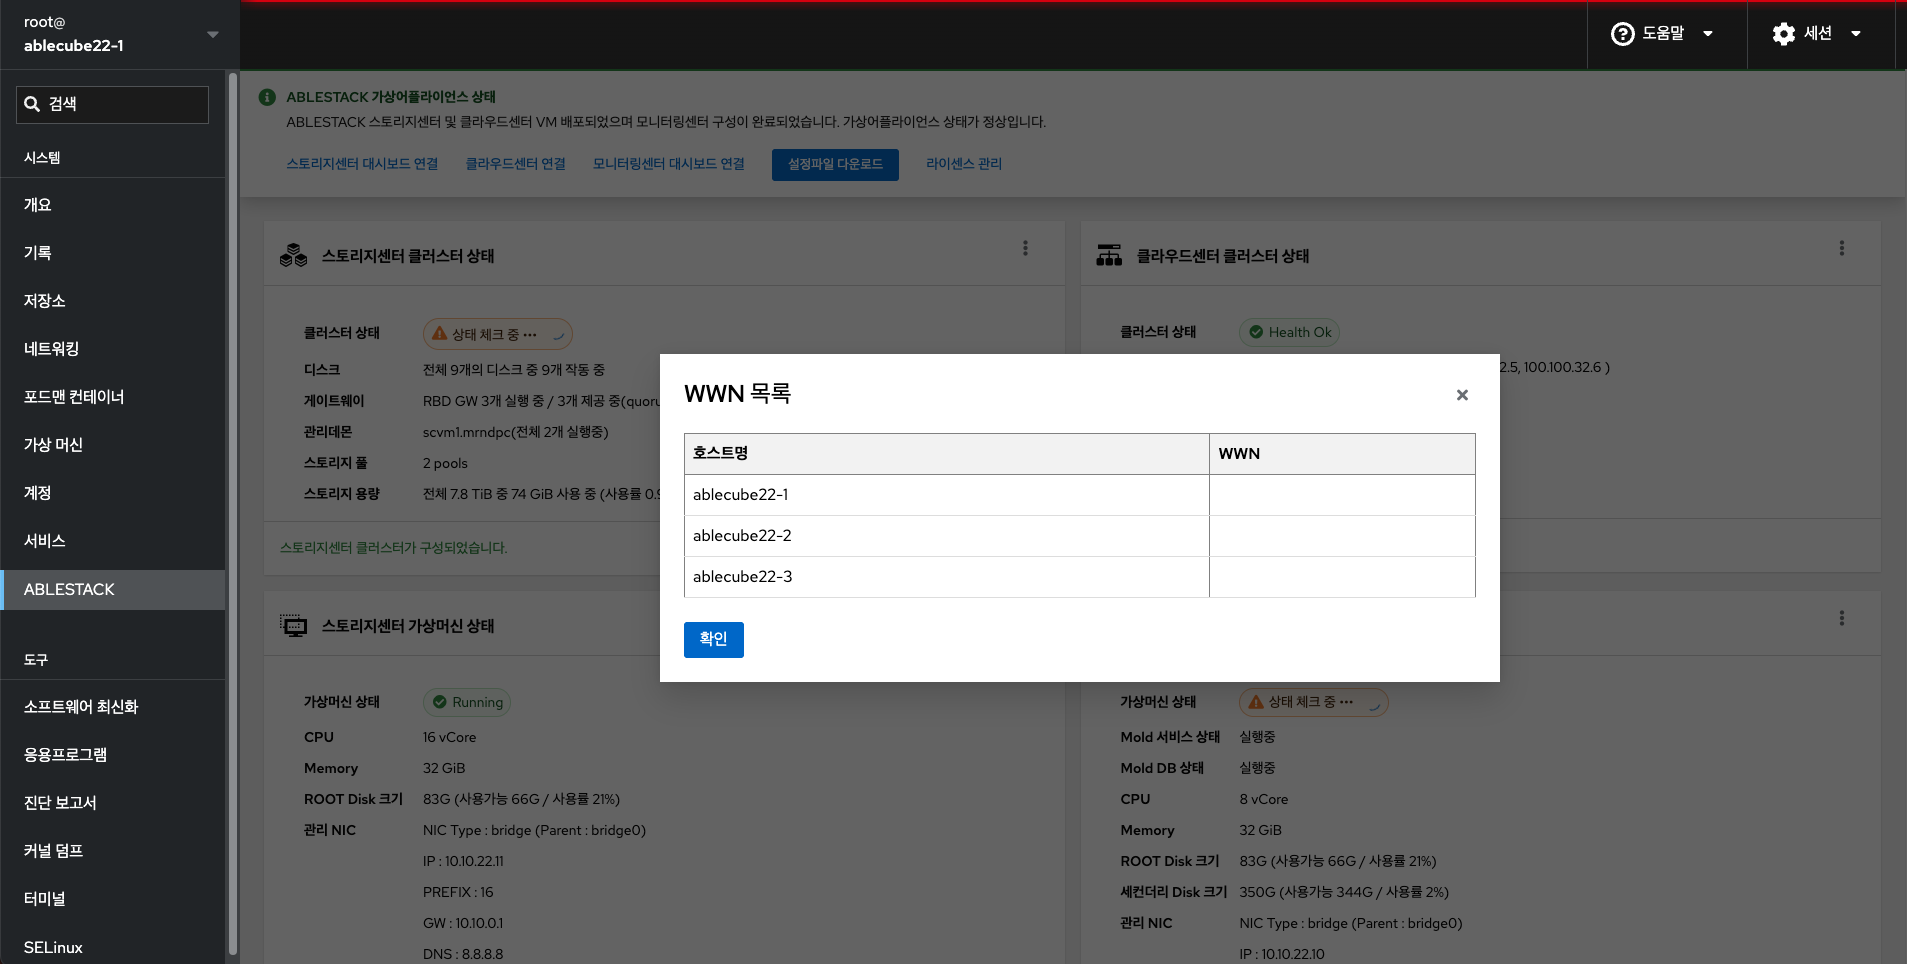 root@
ablecube22-1
도움말
세션
검색
시스템
개요
기록
저장소
네트워킹
포드맨 컨테이너
가상 머신
계정
서비스
ABLESTACK
도구
소프트웨어 최신화
응용프로그램
진단 보고서
커널 덤프
터미널
SELinux
ABLESTACK 가상어플라이언스 상태
ABLESTACK 스토리지센터 및 클라우드센터 VM 배포되었으며 모니터링센터 구성이 완료되었습니다. 가상어플라이언스 상태가 정상입니다.
스토리지센터 대시보드 연결 클라우드센터 연결 모니터링센터 대시보드 연결 설정파일 다운로드 라이센스 관리
스토리지센터 클러스터 상태
클러스터 상태 상태 체크 중 •••
디스크 전체 9개의 디스크 중 9개 작동 중
게이트웨이 RBD GW 3개 실행 중 / 3개 제공 중(quoru
관리데몬 scvm1.mrndpc(전체 2개 실행중)
스토리지 풀 2 pools
스토리지 용량 전체 7.8 TiB 중 74 GiB 사용 중 (사용률 0.9
스토리지센터 클러스터가 구성되었습니다.
클라우드센터 클러스터 상태
클러스터 상태 Health Ok
2.5, 100.100.32.6 )
WWN 목록
호스트명 WWN
ablecube22-1
ablecube22-2
ablecube22-3
확인
스토리지센터 가상머신 상태
가상머신 상태 Running
CPU 16 vCore
Memory 32 GiB
ROOT Disk 크기 83G (사용가능 66G / 사용률 21%)
관리 NIC NIC Type : bridge (Parent : bridge0)
IP : 10.10.22.11
PREFIX : 16
GW : 10.10.0.1
DNS : 8.8.8.8
가상머신 상태 상태 체크 중 •••
Mold 서비스 상태 실행중
Mold DB 상태 실행중
CPU 8 vCore
Memory 32 GiB
ROOT Disk 크기 83G (사용가능 66G / 사용률 21%)
세컨더리 Disk 크기 350G (사용가능 344G / 사용률 2%)
관리 NIC NIC Type : bridge (Parent : bridge0)
IP : 10.10.22.10